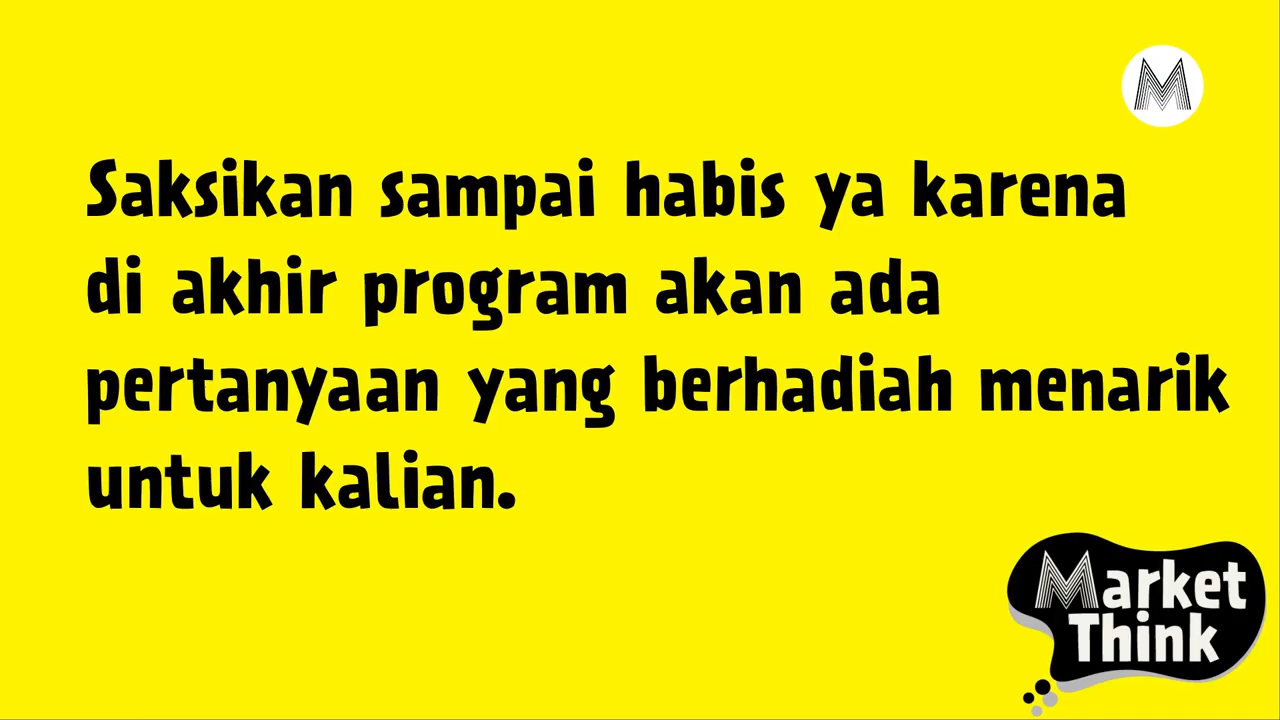 M
Saksikan sampai habis ya karena
di akhir program akan ada
pertanyaan yang berhadiah menarik
untuk kalian.
Market
Think